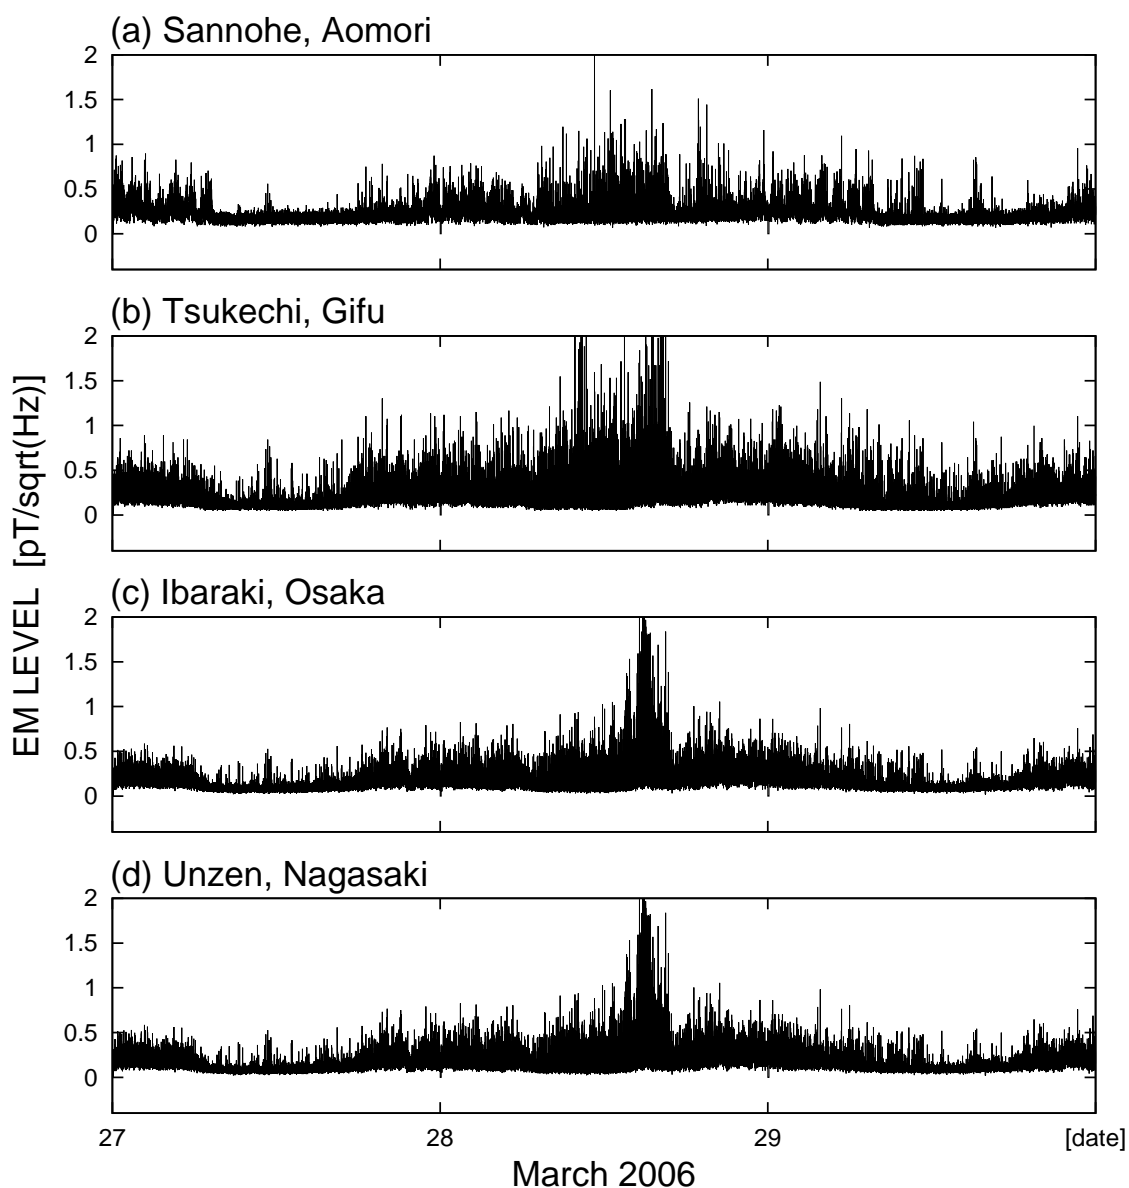 (a) Sannohe, Aomori
2
1.5
1
0.5
0
(b) Tsukechi, Gifu
2
1.5
1
0.5
0
EM LEVEL [pT/sqrt(Hz)]
(c) Ibaraki, Osaka
2
1.5
1
0.5
0
(d) Unzen, Nagasaki
2
1.5
1
0.5
0
27 28 29 [date]
March 2006